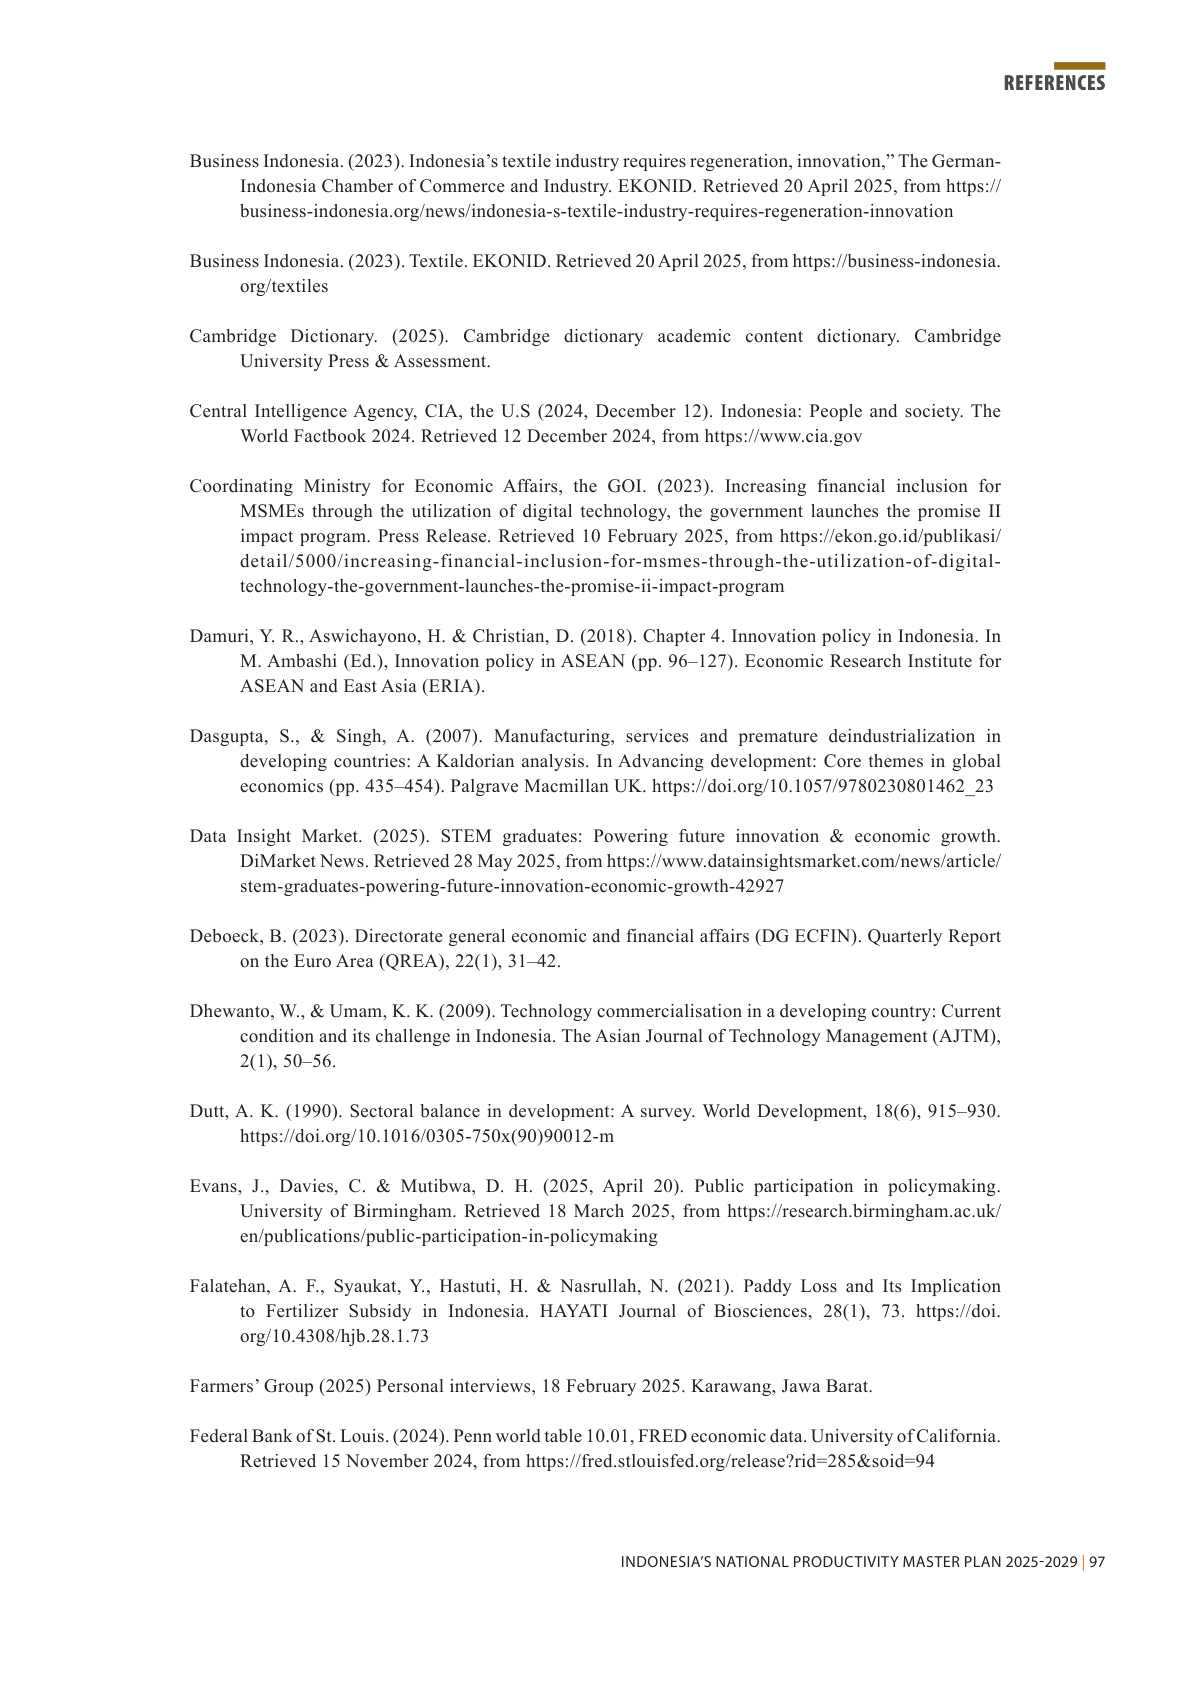 REFERENCES
Business Indonesia. (2023). Indonesia’s textile industry requires regeneration, innovation,” The German-
Indonesia Chamber of Commerce and Industry. EKONID. Retrieved 20 April 2025, from https://
business-indonesia.org/news/indonesia-s-textile-industry-requires-regeneration-innovation
Business Indonesia. (2023). Textile. EKONID. Retrieved 20 April 2025, from https://business-indonesia.
org/textiles
Cambridge Dictionary. (2025). Cambridge dictionary academic content dictionary. Cambridge
University Press & Assessment.
Central Intelligence Agency, CIA, the U.S (2024, December 12). Indonesia: People and society. The
World Factbook 2024. Retrieved 12 December 2024, from https://www.cia.gov
Coordinating Ministry for Economic Affairs, the GOI. (2023). Increasing financial inclusion for
MSMEs through the utilization of digital technology, the government launches the promise II
impact program. Press Release. Retrieved 10 February 2025, from https://ekon.go.id/publikasi/
detail/5000/increasing-financial-inclusion-for-msmes-through-the-utilization-of-digital-
technology-the-government-launches-the-promise-ii-impact-program
Damuri, Y. R., Aswichayono, H. & Christian, D. (2018). Chapter 4. Innovation policy in Indonesia. In
M. Ambashi (Ed.), Innovation policy in ASEAN (pp. 96–127). Economic Research Institute for
ASEAN and East Asia (ERIA).
Dasgupta, S., & Singh, A. (2007). Manufacturing, services and premature deindustrialization in
developing countries: A Kaldorian analysis. In Advancing development: Core themes in global
economics (pp. 435–454). Palgrave Macmillan UK. https://doi.org/10.1057/9780230801462_23
Data Insight Market. (2025). STEM graduates: Powering future innovation & economic growth.
DiMarket News. Retrieved 28 May 2025, from https://www.datainsightsmarket.com/news/article/
stem-graduates-powering-future-innovation-economic-growth-42927
Deboeck, B. (2023). Directorate general economic and financial affairs (DG ECFIN). Quarterly Report
on the Euro Area (QREA), 22(1), 31–42.
Dhewanto, W., & Umam, K. K. (2009). Technology commercialisation in a developing country: Current
condition and its challenge in Indonesia. The Asian Journal of Technology Management (AJTM),
2(1), 50–56.
Dutt, A. K. (1990). Sectoral balance in development: A survey. World Development, 18(6), 915–930.
https://doi.org/10.1016/0305-750x(90)90012-m
Evans, J., Davies, C. & Mutibwa, D. H. (2025, April 20). Public participation in policymaking.
University of Birmingham. Retrieved 18 March 2025, from https://research.birmingham.ac.uk/
en/publications/public-participation-in-policymaking
Falatehan, A. F., Syaukat, Y., Hastuti, H. & Nasrullah, N. (2021). Paddy Loss and Its Implication
to Fertilizer Subsidy in Indonesia. HAYATI Journal of Biosciences, 28(1), 73. https://doi.
org/10.4308/hjb.28.1.73
Farmers’ Group (2025) Personal interviews, 18 February 2025. Karawang, Jawa Barat.
Federal Bank of St. Louis. (2024). Penn world table 10.01, FRED economic data. University of California.
Retrieved 15 November 2024, from https://fred.stlouisfed.org/release?rid=285&soid=94
INDONESIA’S NATIONAL PRODUCTIVITY MASTER PLAN 2025-2029 | 97